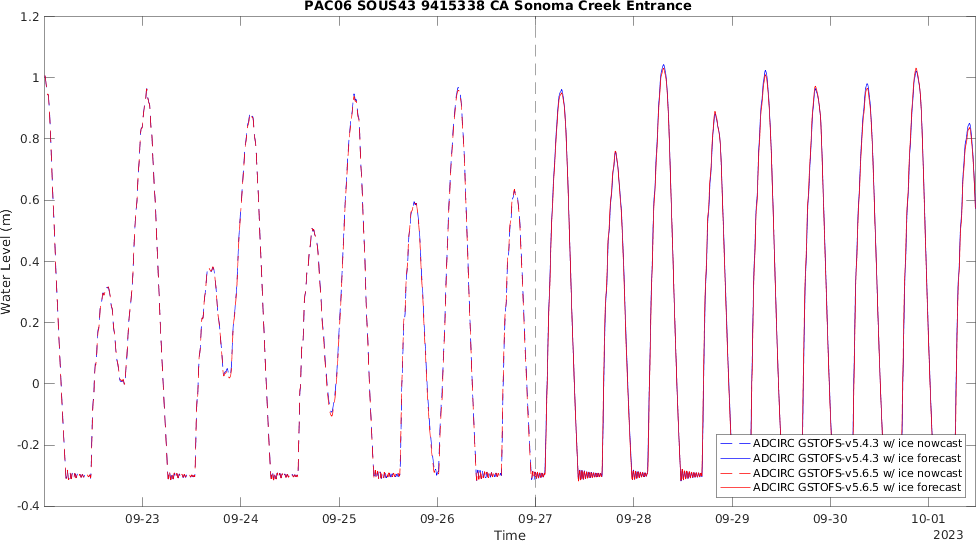 PAC06 SOUS43 9415338 CA Sonoma Creek Entrance
1.2
1
0.8
0.6
0.4
0.2
0
-0.2
-0.4
Water Level (m)
ADCIRC GSTOFS-v5.4.3 w/ ice nowcast
ADCIRC GSTOFS-v5.4.3 w/ ice forecast
ADCIRC GSTOFS-v5.6.5 w/ ice nowcast
ADCIRC GSTOFS-v5.6.5 w/ ice forecast
09-23 09-24 09-25 09-26 09-27 09-28 09-29 09-30 10-01
Time
2023